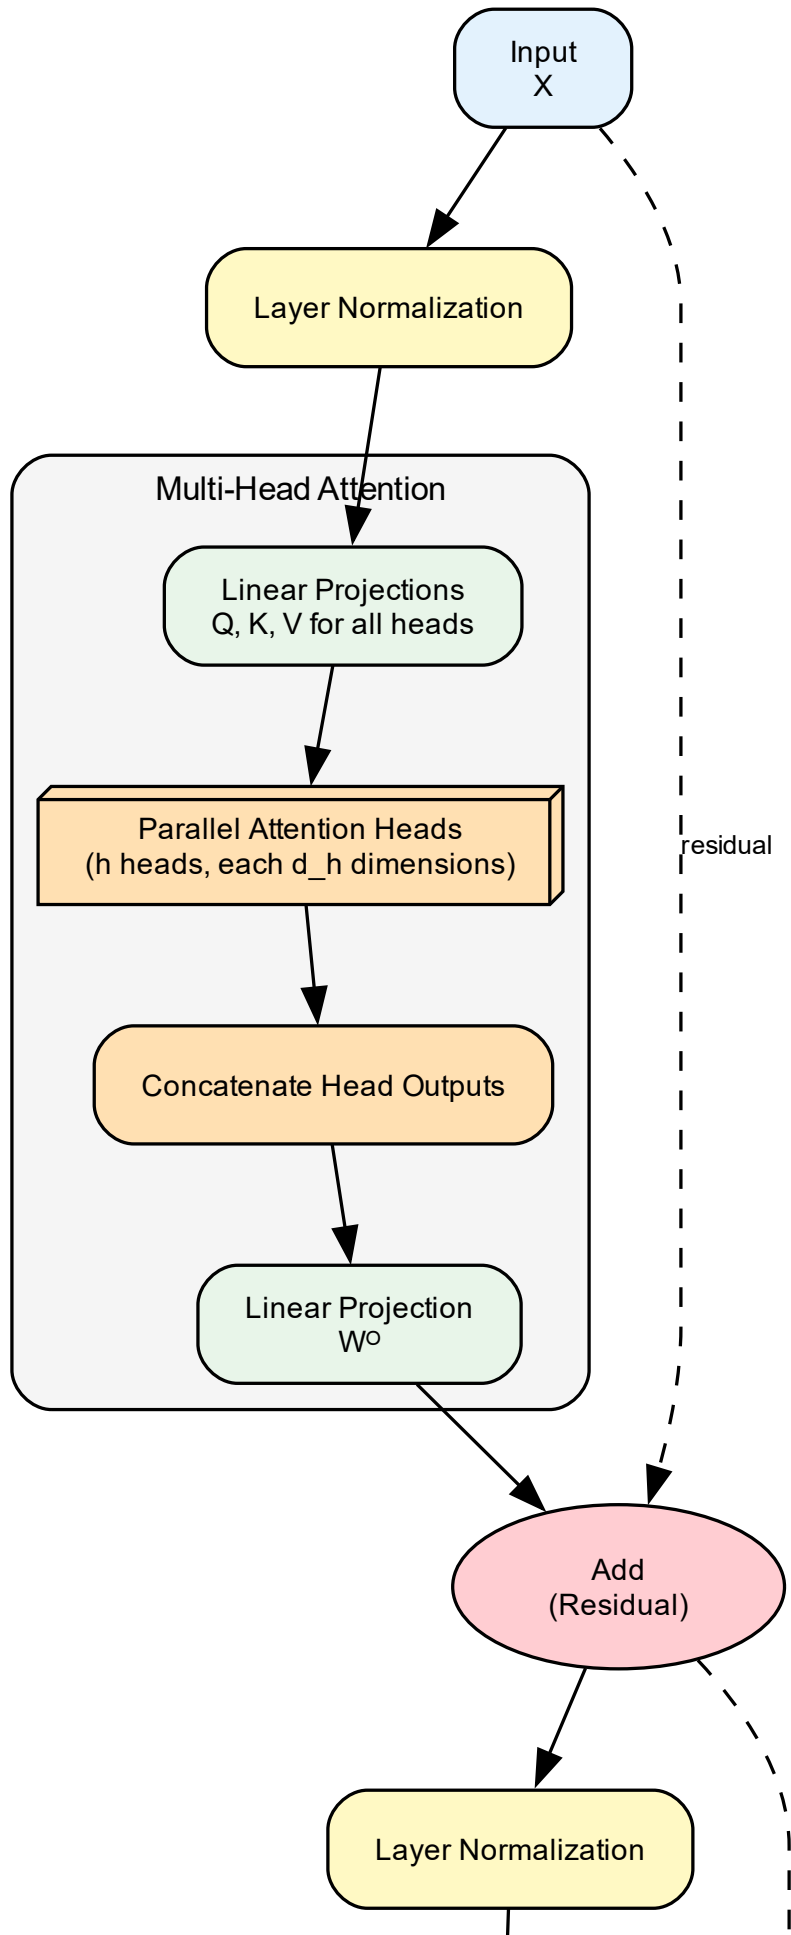 Input
X
Layer Normalization
Multi-Head Attention
Linear Projections
Q, K, V for all heads
Parallel Attention Heads
(h heads, each d_h dimensions)
residual
Concatenate Head Outputs
Linear Projection
Wᴼ
Add
(Residual)
Layer Normalization